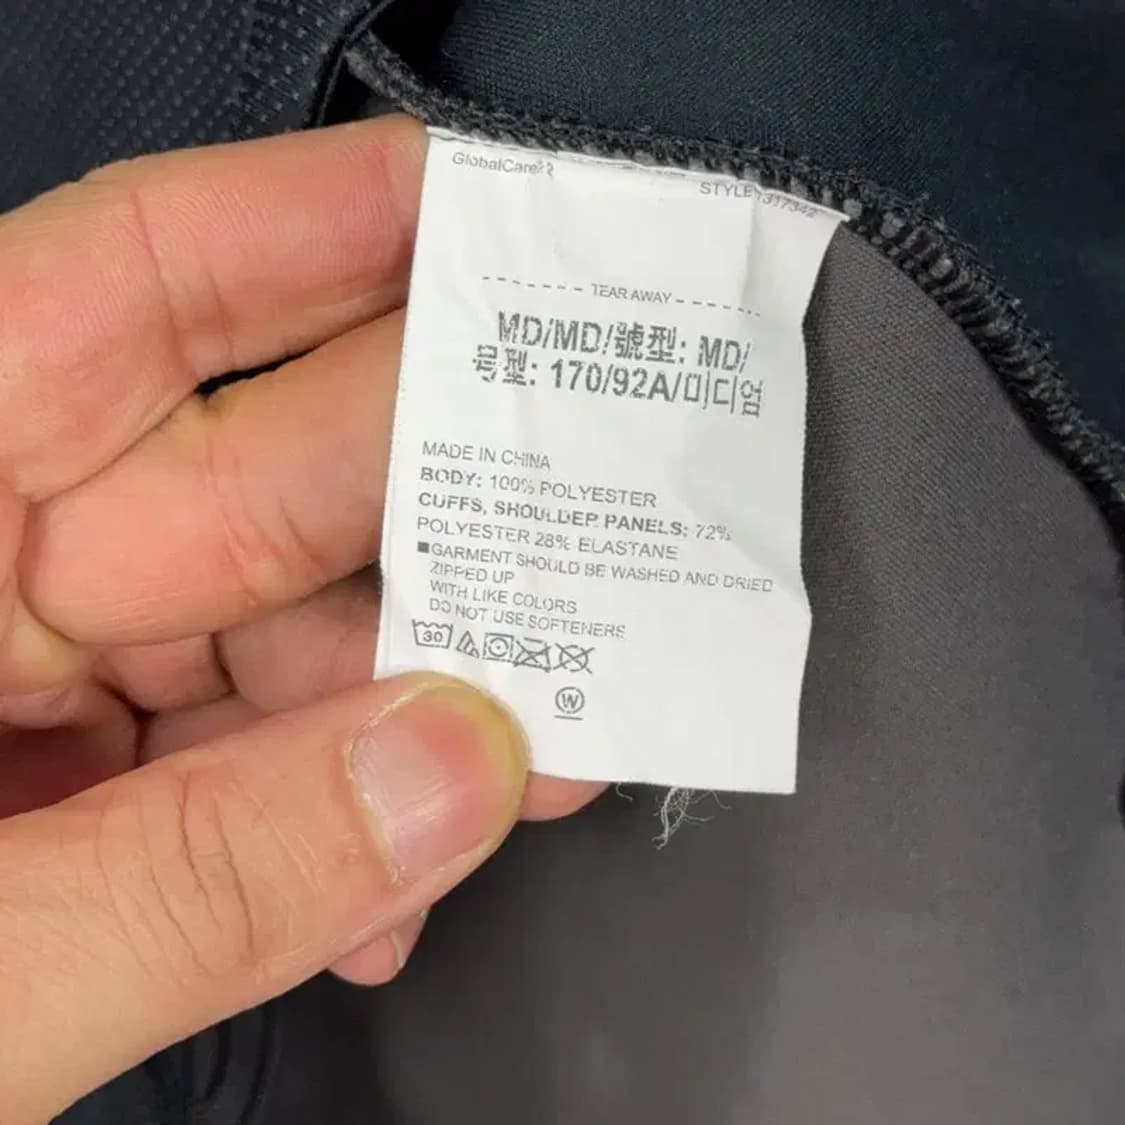 GlobalCare
STYLE 1317342
TEAR AWAY
MD/MD/號型: MD/
号型: 170/92A/미디엄
MADE IN CHINA
BODY: 100% POLYESTER
CUFFS, SHOULDER PANELS: 72%
POLYESTER 28% ELASTANE
■GARMENT SHOULD BE WASHED AND DRIED
ZIPPED UP
WITH LIKE COLORS
DO NOT USE SOFTENERS
30
W